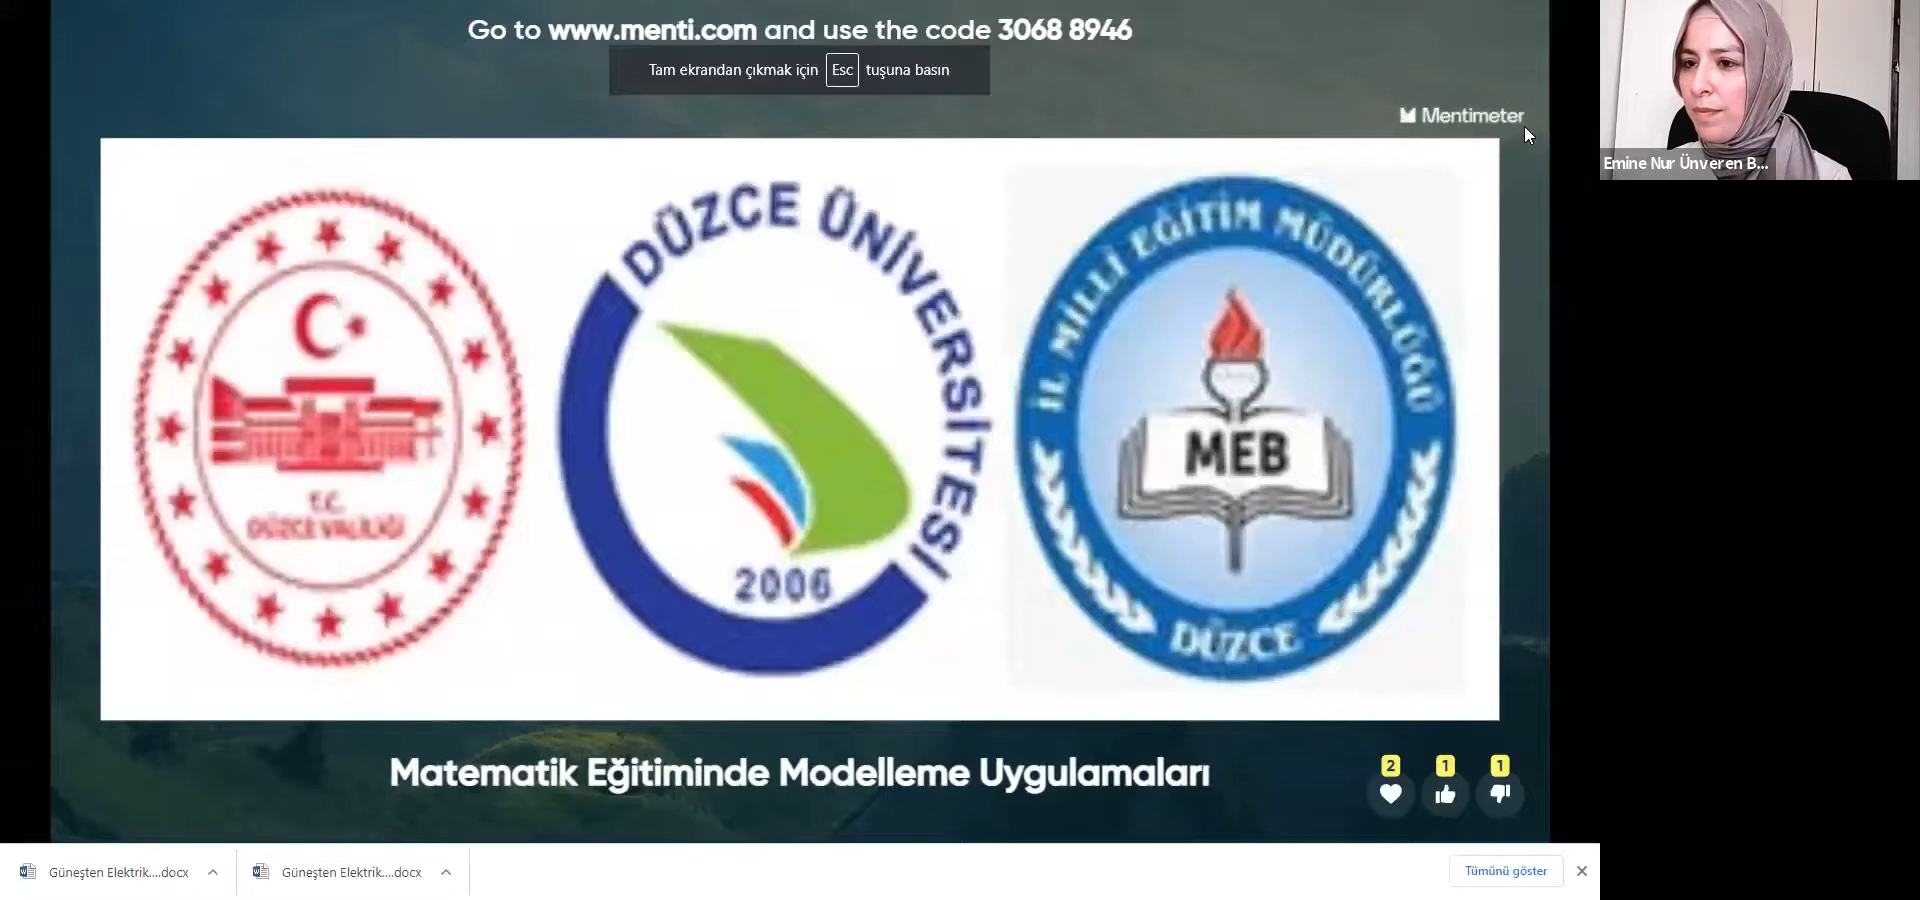 Go to www.menti.com and use the code 3068 8946
Tam ekrandan çıkmak için Esc tuşuna basın
Mentimeter
Emine Nur Ünveren B...
T.C.
DÜZCE VALİLİĞİ
DÜZCE ÜNİVERSİTESİ
2006
İL MİLLİ EĞİTİM MÜDÜRLÜĞÜ
MEB
DÜZCE
Matematik Eğitiminde Modelleme Uygulamaları
2 1 1
Güneşten Elektrik....docx
Güneşten Elektrik....docx
Tümünü göster